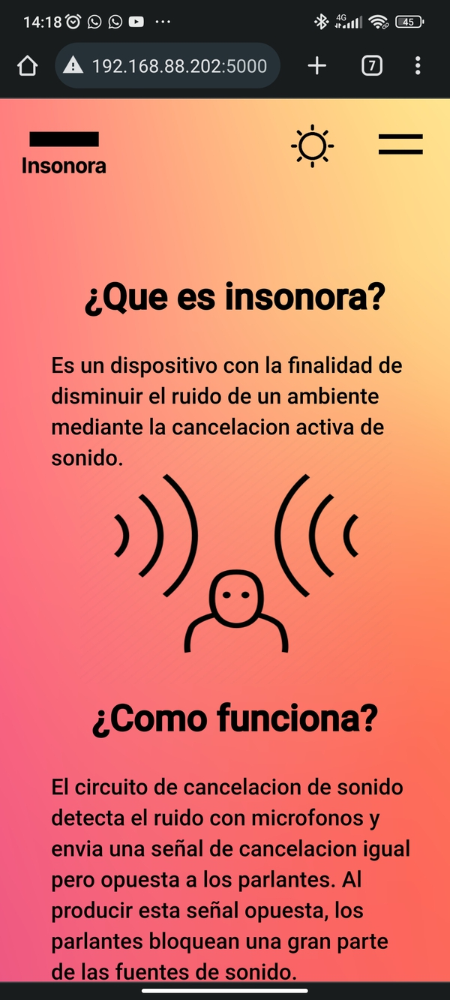 14:18
4G
45
192.168.88.202:5000
7
Insonora
¿Que es insonora?
Es un dispositivo con la finalidad de
disminuir el ruido de un ambiente
mediante la cancelacion activa de
sonido.
¿Como funciona?
El circuito de cancelacion de sonido
detecta el ruido con microfonos y
envia una señal de cancelacion igual
pero opuesta a los parlantes. Al
producir esta señal opuesta, los
parlantes bloquean una gran parte
de las fuentes de sonido.